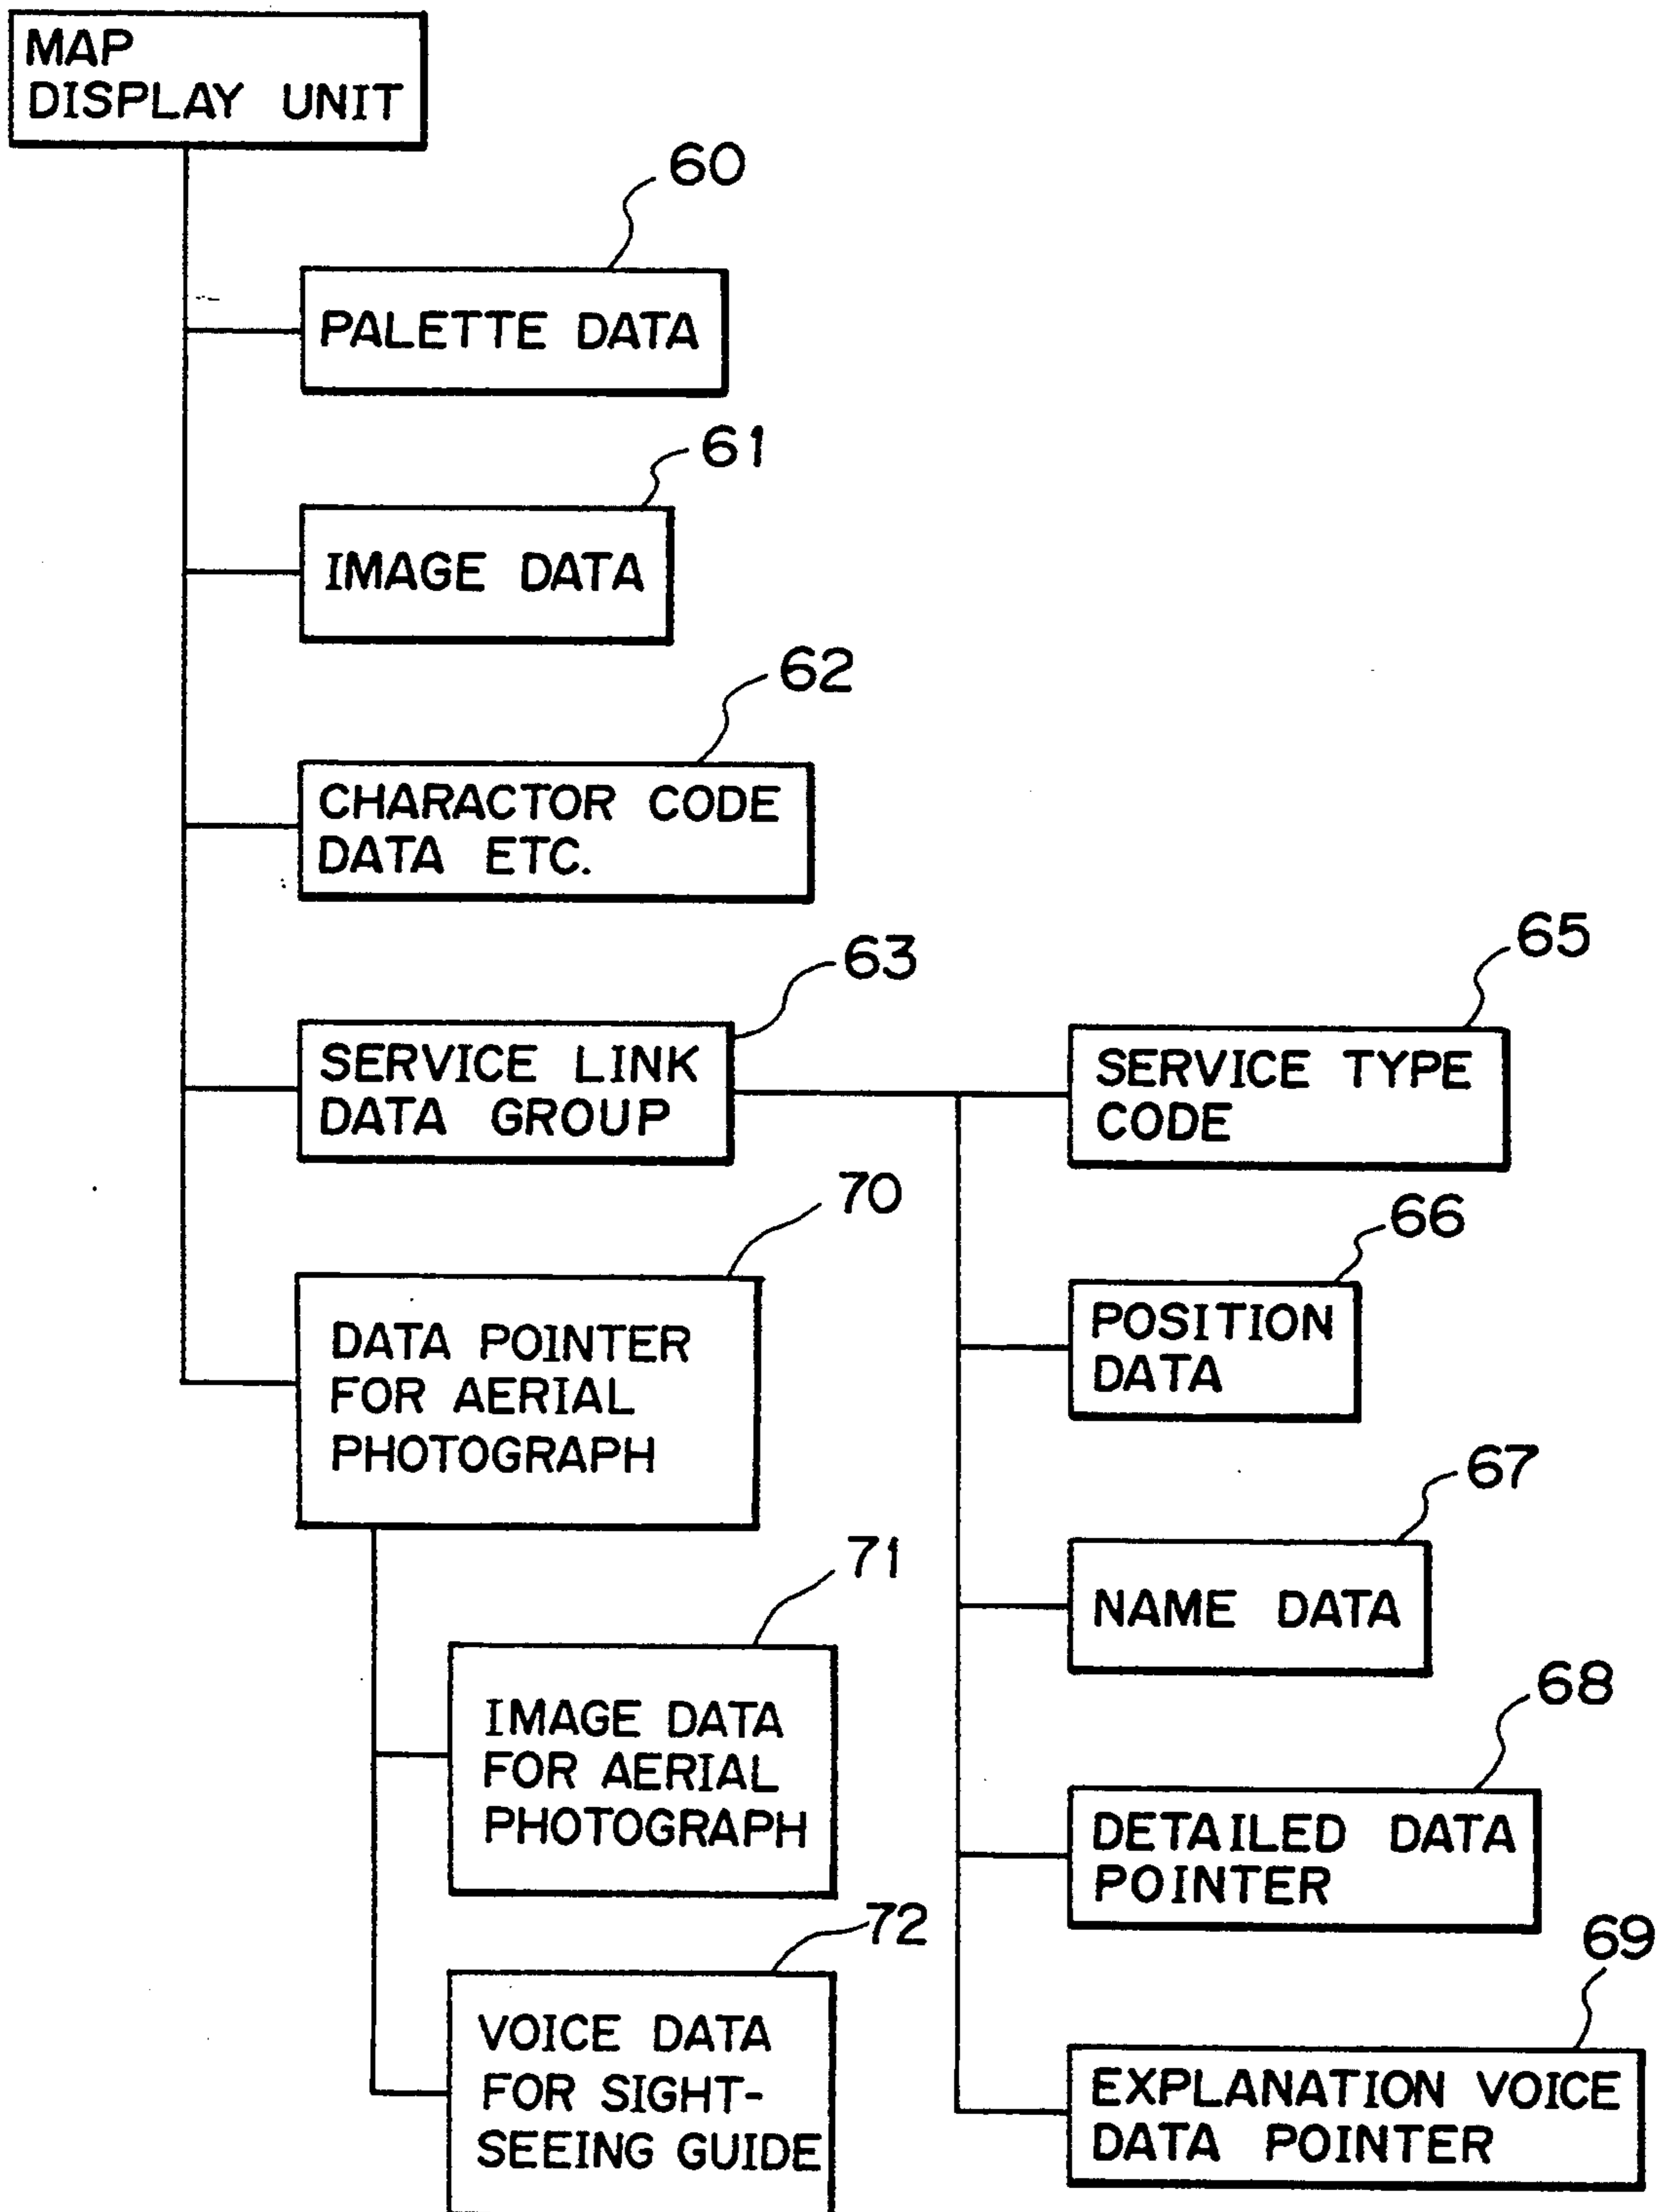 MAP
DISPLAY UNIT
60
PALETTE DATA
61
IMAGE DATA
62
CHARACTOR CODE
DATA ETC.
63
SERVICE LINK
DATA GROUP
65
SERVICE TYPE
CODE
66
POSITION
DATA
67
NAME DATA
68
DETAILED DATA
POINTER
69
EXPLANATION VOICE
DATA POINTER
70
DATA POINTER
FOR AERIAL
PHOTOGRAPH
71
IMAGE DATA
FOR AERIAL
PHOTOGRAPH
72
VOICE DATA
FOR SIGHT-
SEEING GUIDE